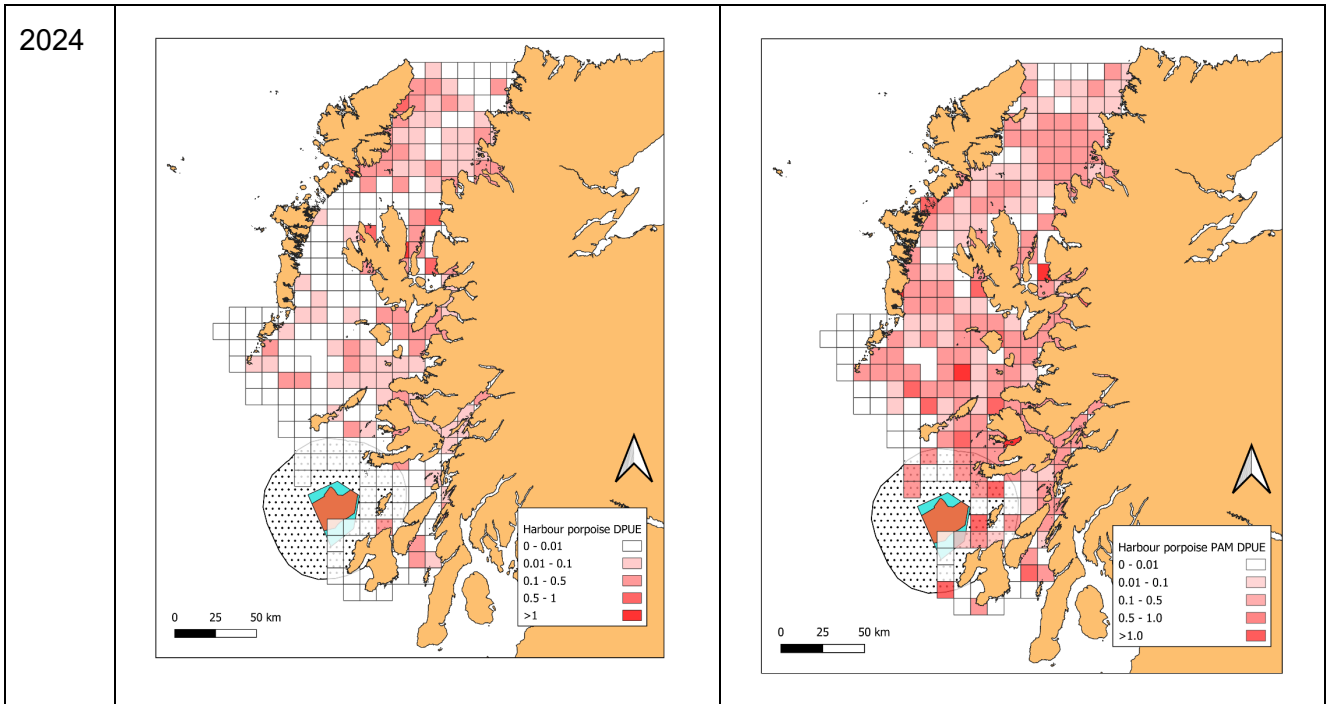 2024
Harbour porpoise DPUE
0 - 0.01
0.01 - 0.1
0.1 - 0.5
0.5 - 1
>1
0 25 50 km
Harbour porpoise PAM DPUE
0 - 0.01
0.01 - 0.1
0.1 - 0.5
0.5 - 1.0
>1.0
0 25 50 km